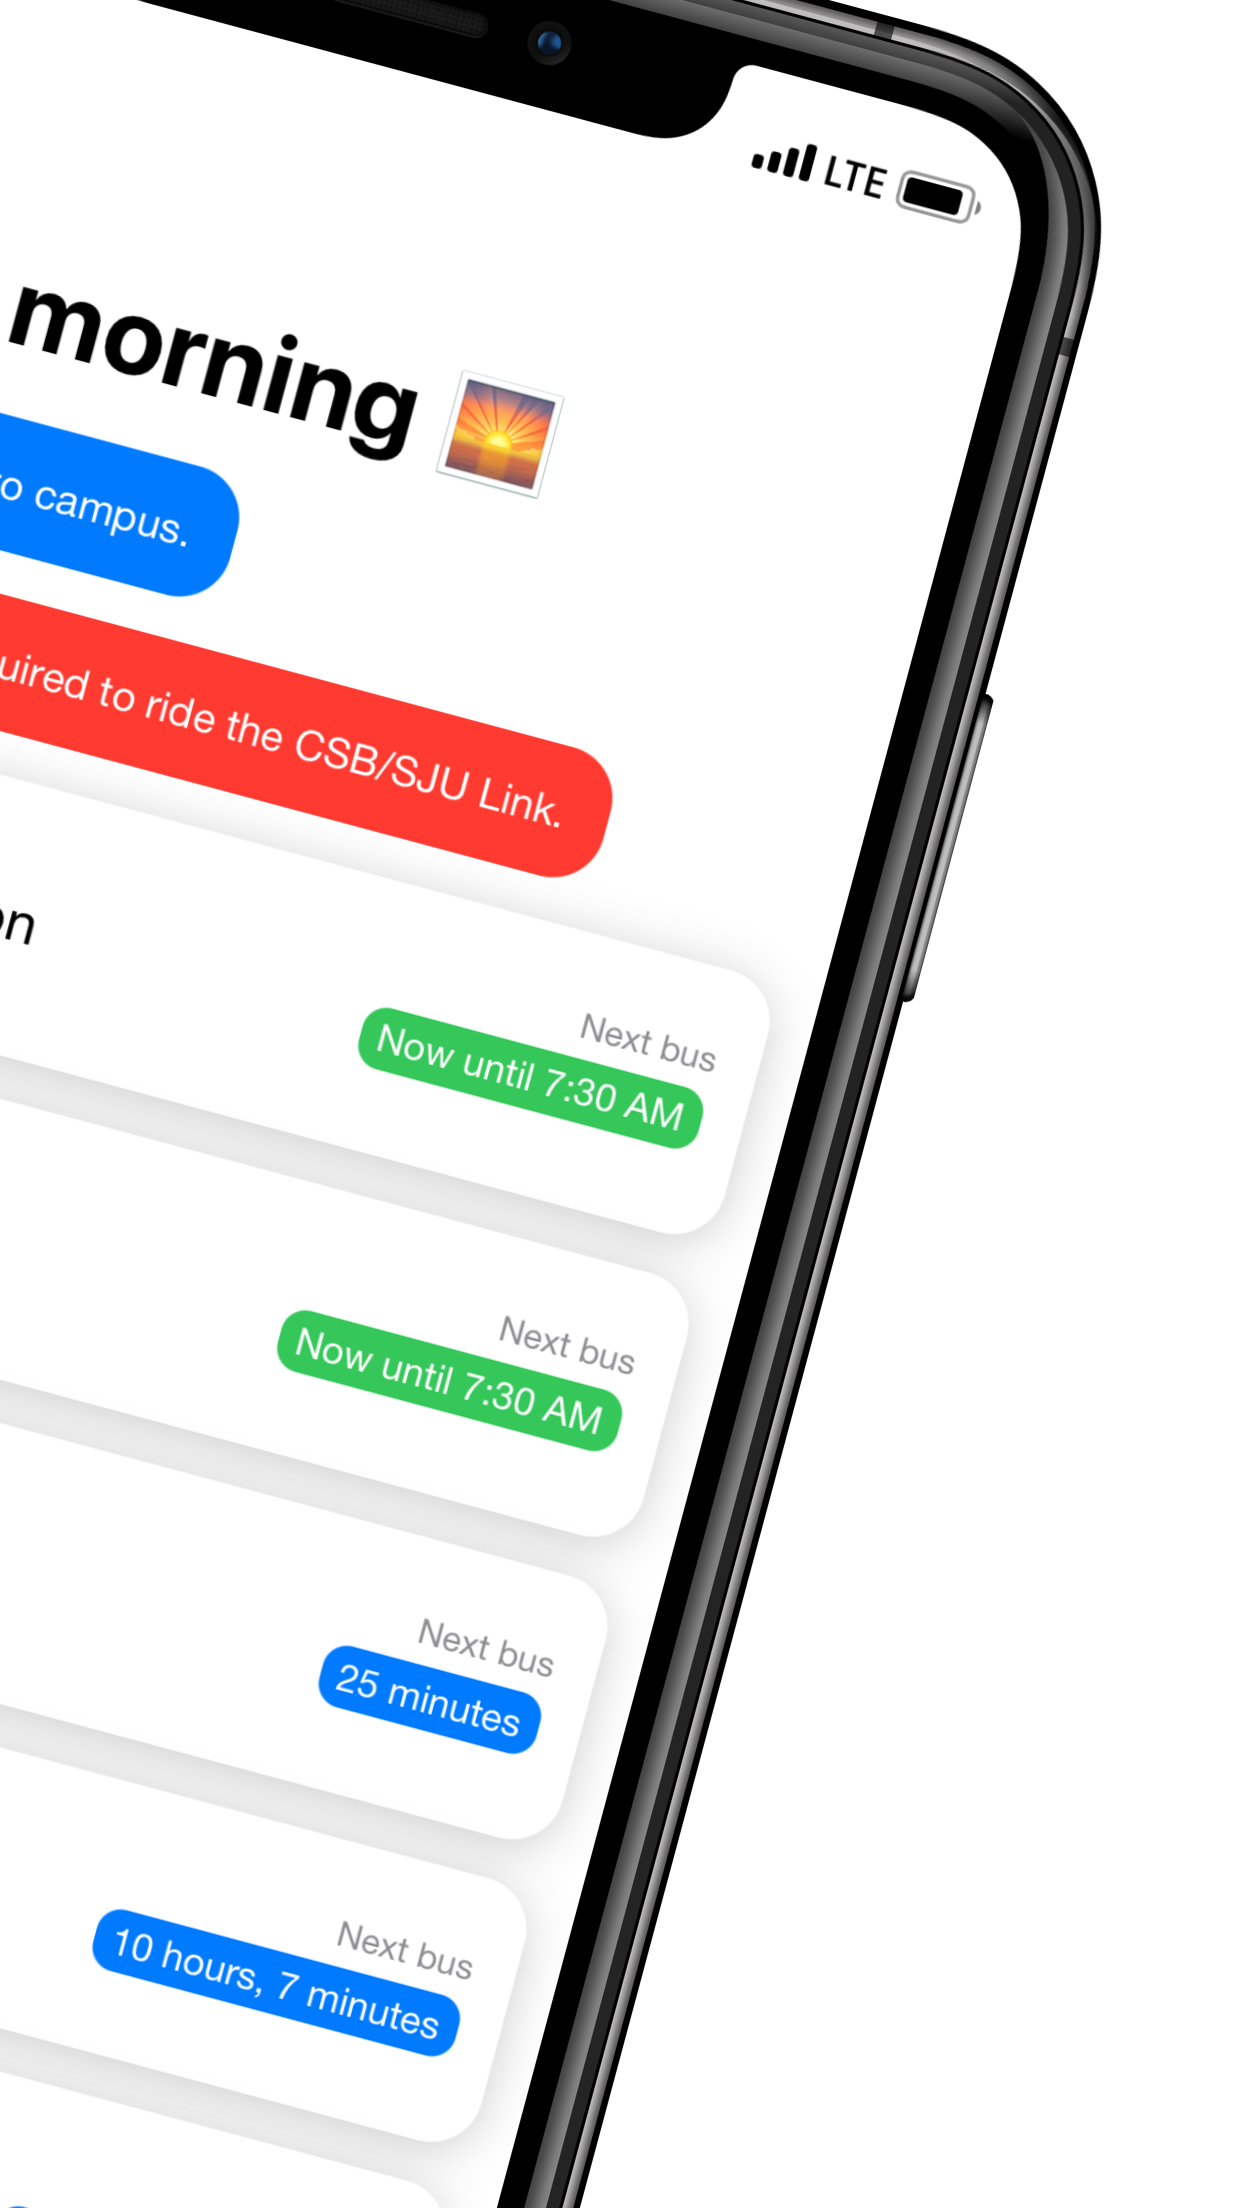 LTE
morning
o campus.
uired to ride the CSB/SJU Link.
on
Next bus
Now until 7:30 AM
Next bus
Now until 7:30 AM
Next bus
25 minutes
Next bus
10 hours, 7 minutes